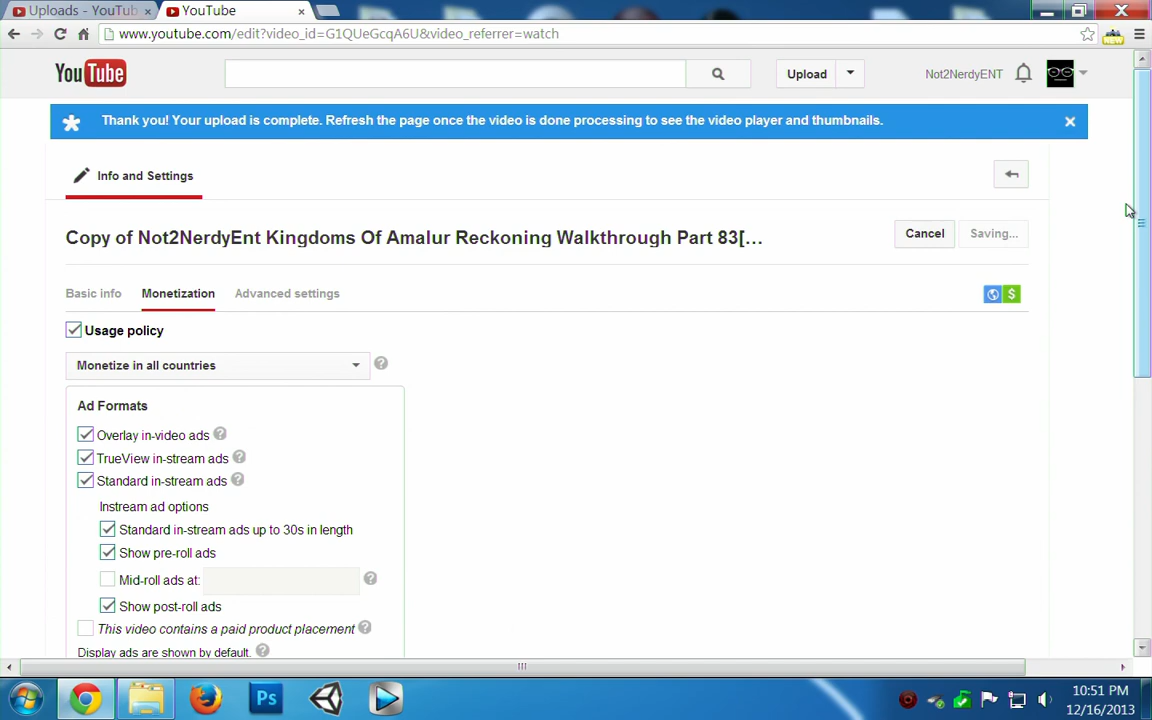 Uploads - YouTub
YouTube
www.youtube.com/edit?video_id=G1QUeGcqA6U&video_referrer=watch
YouTube
Upload
Not2NerdyENT
Thank you! Your upload is complete. Refresh the page once the video is done processing to see the video player and thumbnails.
Info and Settings
Copy of Not2NerdyEnt Kingdoms Of Amalur Reckoning Walkthrough Part 83[...
Cancel
Saving...
Basic info
Monetization
Advanced settings
$
Usage policy
Monetize in all countries
?
Ad Formats
Overlay in-video ads ?
TrueView in-stream ads ?
Standard in-stream ads ?
Instream ad options
Standard in-stream ads up to 30s in length
Show pre-roll ads
Mid-roll ads at: ?
Show post-roll ads
This video contains a paid product placement ?
Display ads are shown by default. ?
Ps
10:51 PM
12/16/2013